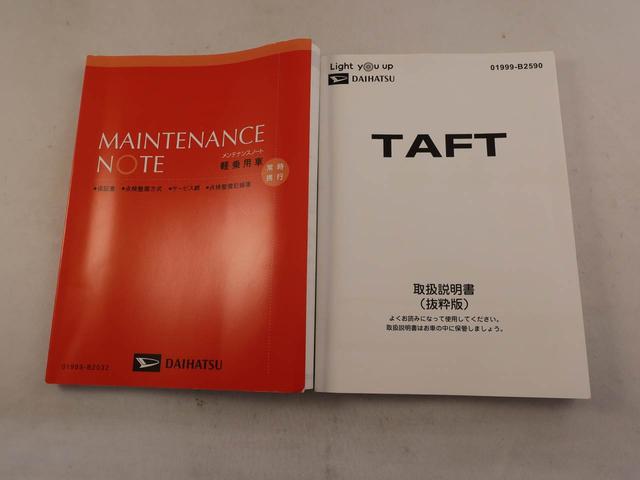 MAINTENANCE
NOTE
メンテナンスノート
軽乗用車
常時
携行
●保証書 ●点検整備方式 ●サービス網 ●点検整備記録簿
DAIHATSU
01999-B2032
Light you up
DAIHATSU
01999-B2590
TAFT
取扱説明書
（抜粋版）
よくお読みになって使用してください。
取扱説明書はお車の中に保管しましょう。